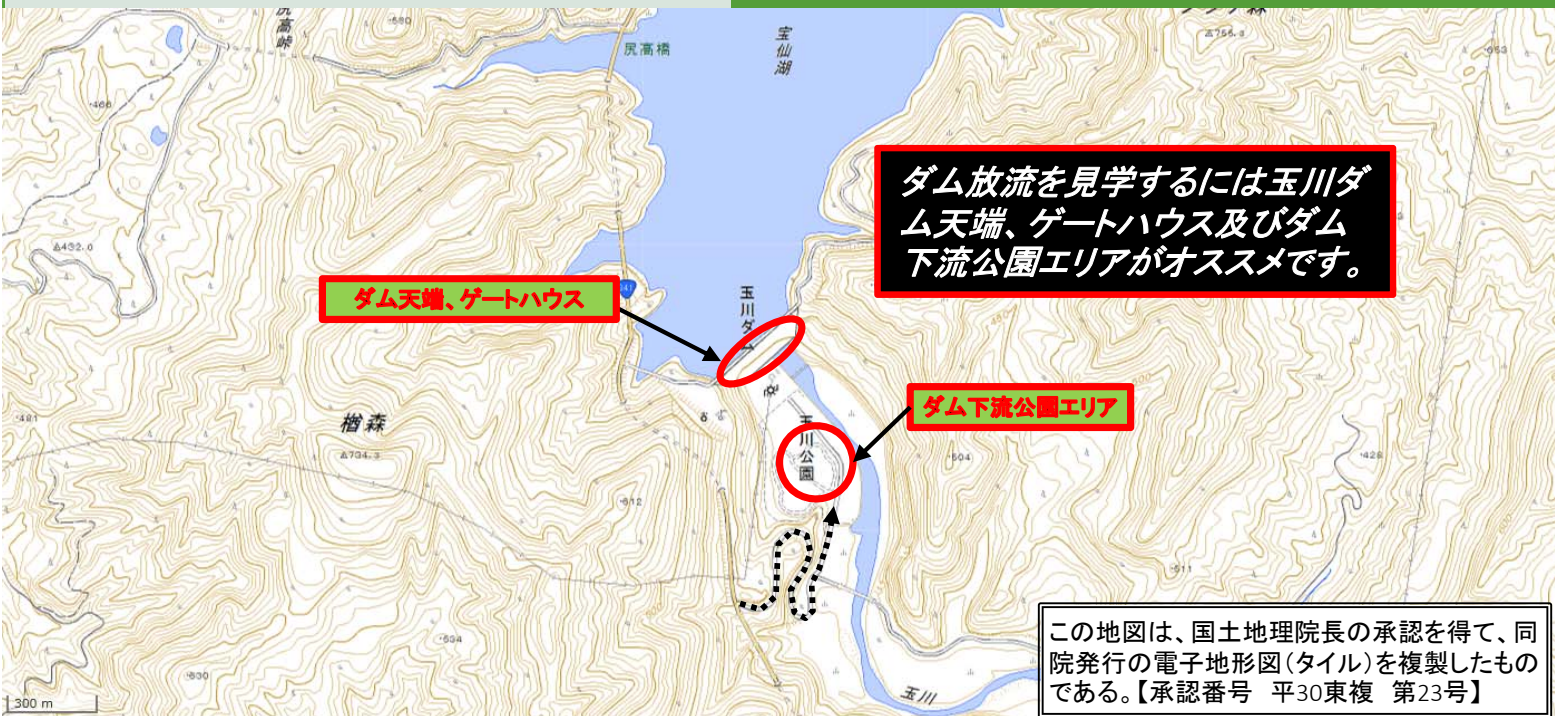 尻高峠
・580
尻高橋
宝仙湖
△755.3
・653
・466
ダム放流を見学するには玉川ダ
ム天端、ゲートハウス及びダム
下流公園エリアがオススメです。
△432.0
ダム天端、ゲートハウス
341
玉川ダム
ダム下流公園エリア
・481
楢森
△734.3
玉川公園
・504
・428
・612
・511
この地図は、国土地理院長の承認を得て、同
院発行の電子地形図(タイル)を複製したもの
である。【承認番号 平30東複 第23号】
・534
・530
玉川
300 m